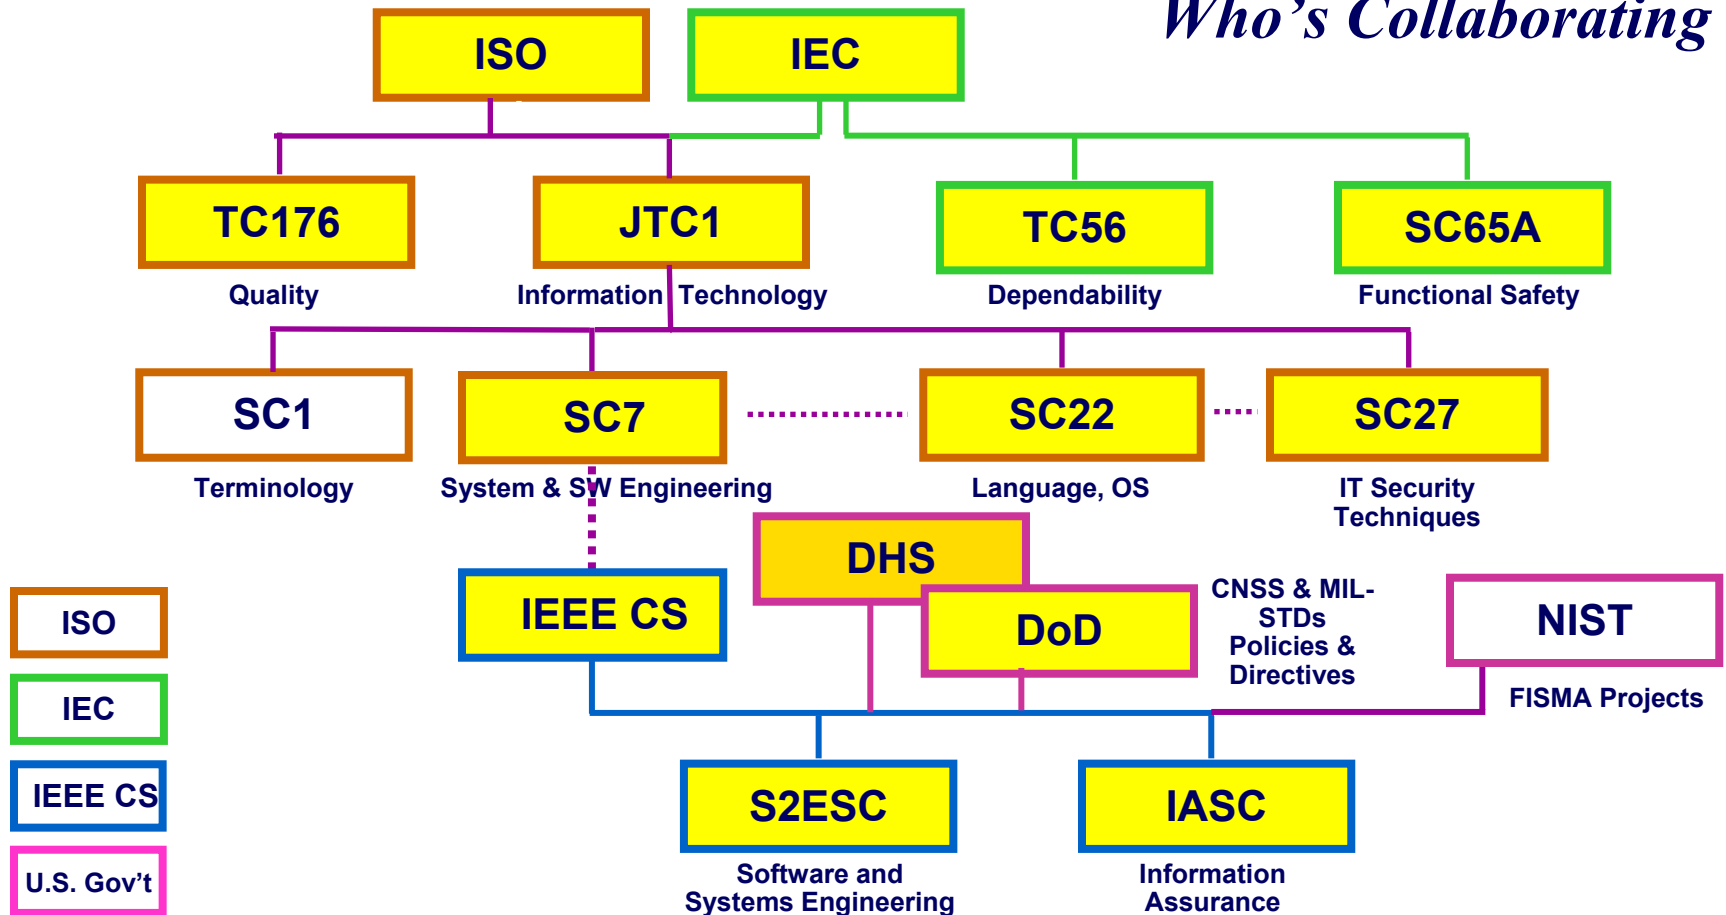 Who's Collaborating
ISO
IEC
TC176
JTC1
TC56
SC65A
Quality
Information Technology
Dependability
Functional Safety
SC1
SC7
SC22
SC27
Terminology
System & SW Engineering
Language, OS
IT Security
Techniques
DHS
IEEE CS
DoD
CNSS & MIL-
STDs
Policies &
Directives
NIST
FISMA Projects
ISO
IEC
IEEE CS
U.S. Gov't
S2ESC
IASC
Software and
Systems Engineering
Information
Assurance